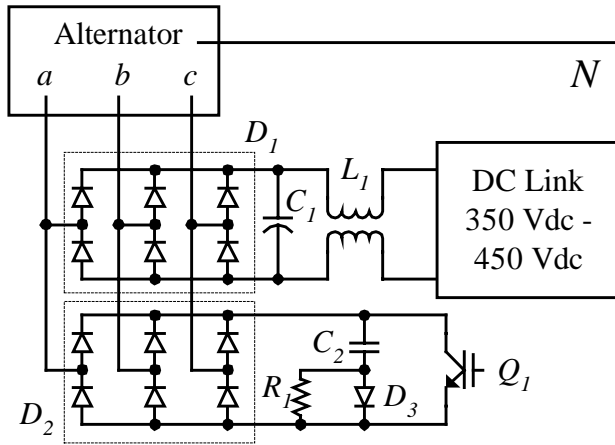 Alternator
a b c
N
D1
C1
L1
DC Link
350 Vdc -
450 Vdc
C2
R1
D3
Q1
D2